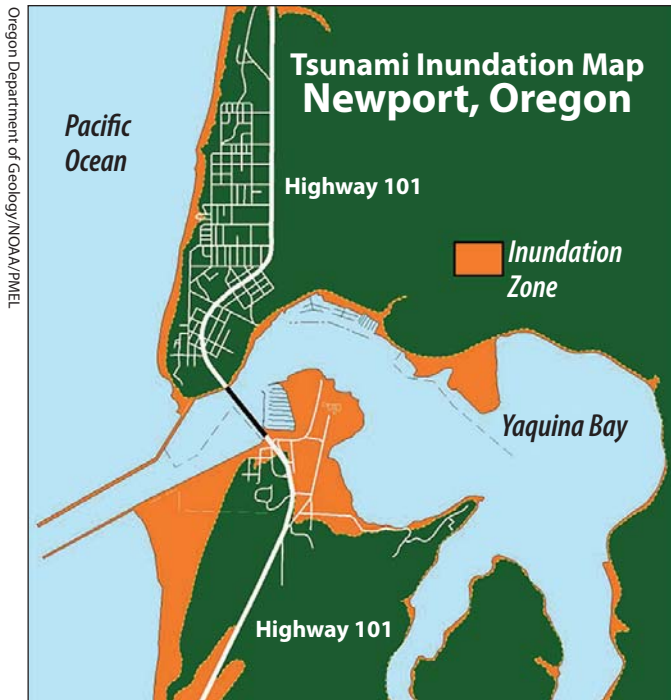 Oregon Department of Geology/NOAA/PMEL
Tsunami Inundation Map
Newport, Oregon
Pacific
Ocean
Highway 101
Inundation
Zone
Yaquina Bay
Highway 101